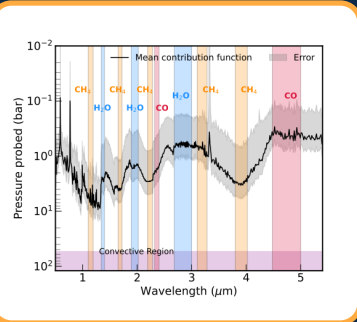 10⁻²
Mean contribution function
Error
CH₄
CH₄
CH₄
CH₄
CH₄
H₂O
H₂O
H₂O
CO
CO
10⁻¹
10⁰
10¹
10²
Pressure probed (bar)
Convective Region
1
2
3
4
5
Wavelength (μm)